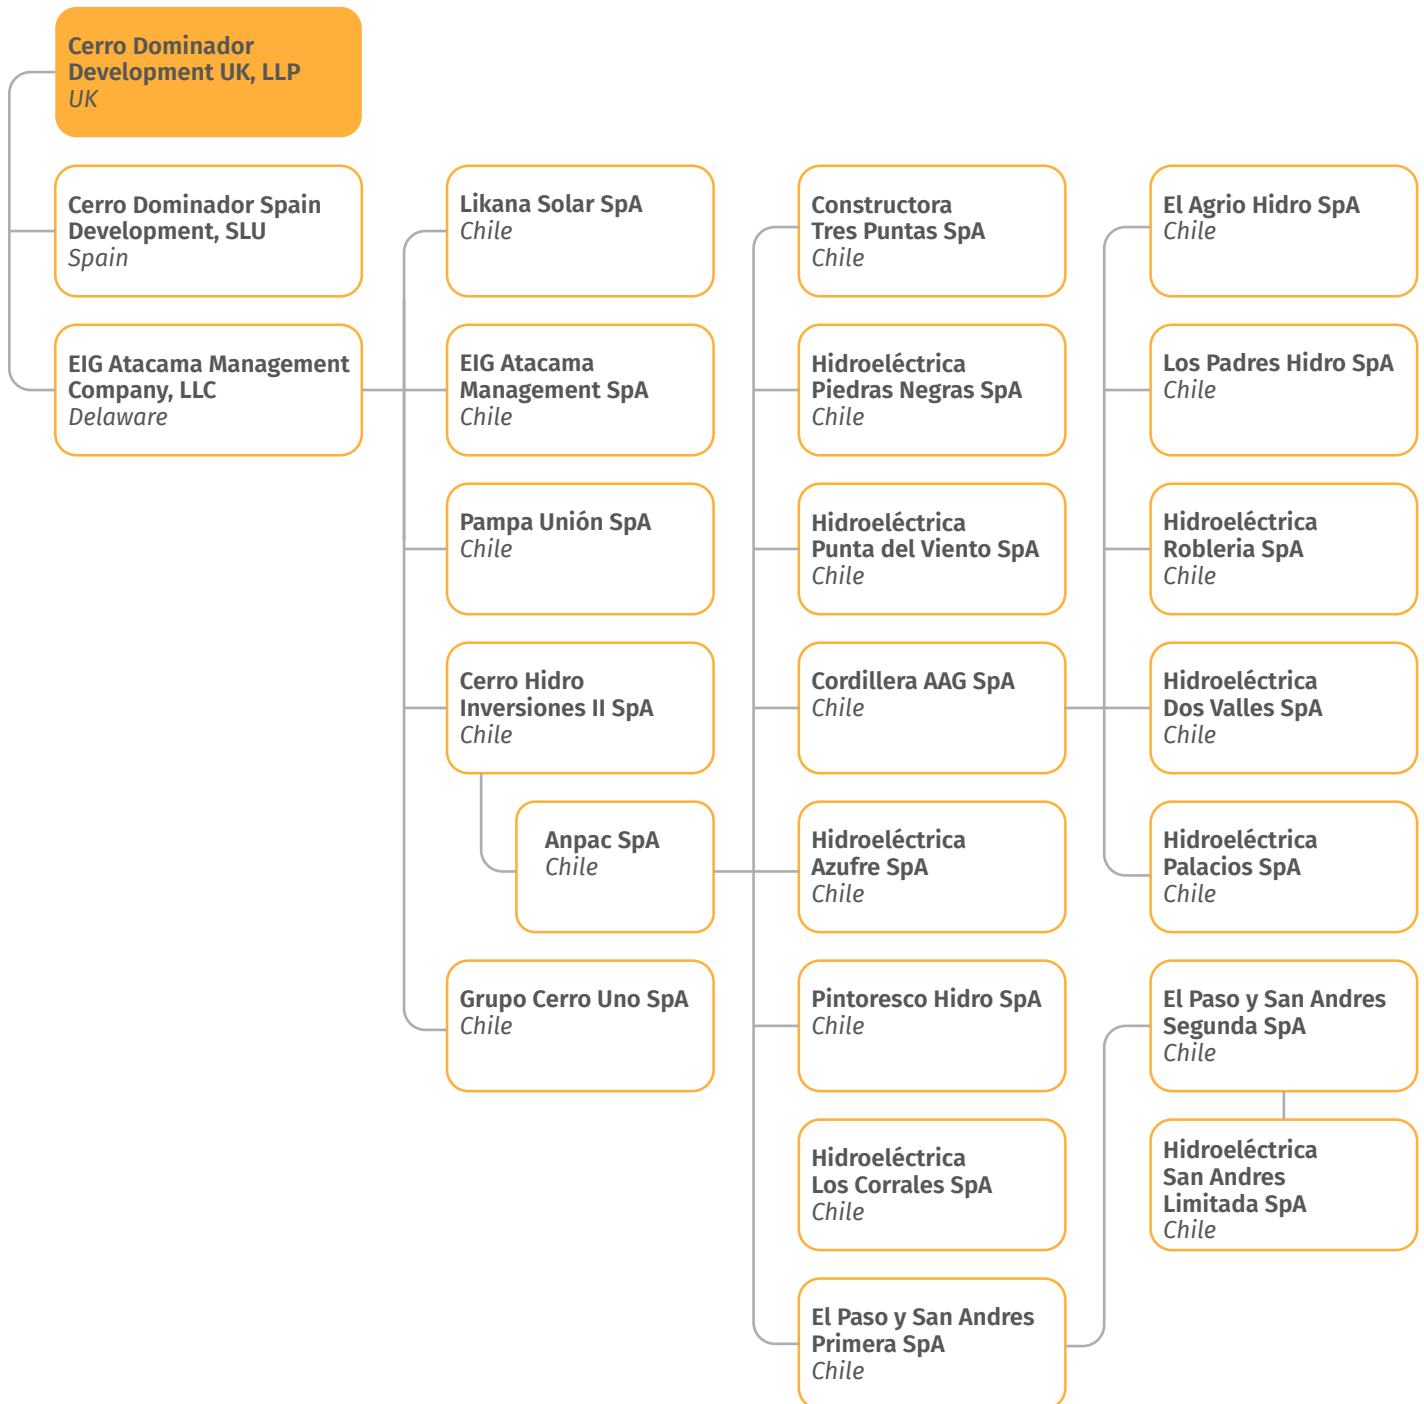 Cerro Dominador
Development UK, LLP
UK
Cerro Dominador Spain
Development, SLU
Spain
EIG Atacama Management
Company, LLC
Delaware
Likana Solar SpA
Chile
EIG Atacama
Management SpA
Chile
Pampa Unión SpA
Chile
Cerro Hidro
Inversiones II SpA
Chile
Anpac SpA
Chile
Grupo Cerro Uno SpA
Chile
Constructora
Tres Puntas SpA
Chile
Hidroeléctrica
Piedras Negras SpA
Chile
Hidroeléctrica
Punta del Viento SpA
Chile
Cordillera AAG SpA
Chile
Hidroeléctrica
Azufre SpA
Chile
Pintoresco Hidro SpA
Chile
Hidroeléctrica
Los Corrales SpA
Chile
El Paso y San Andres
Primera SpA
Chile
El Agrio Hidro SpA
Chile
Los Padres Hidro SpA
Chile
Hidroeléctrica
Robleria SpA
Chile
Hidroeléctrica
Dos Valles SpA
Chile
Hidroeléctrica
Palacios SpA
Chile
El Paso y San Andres
Segunda SpA
Chile
Hidroeléctrica
San Andres
Limitada SpA
Chile